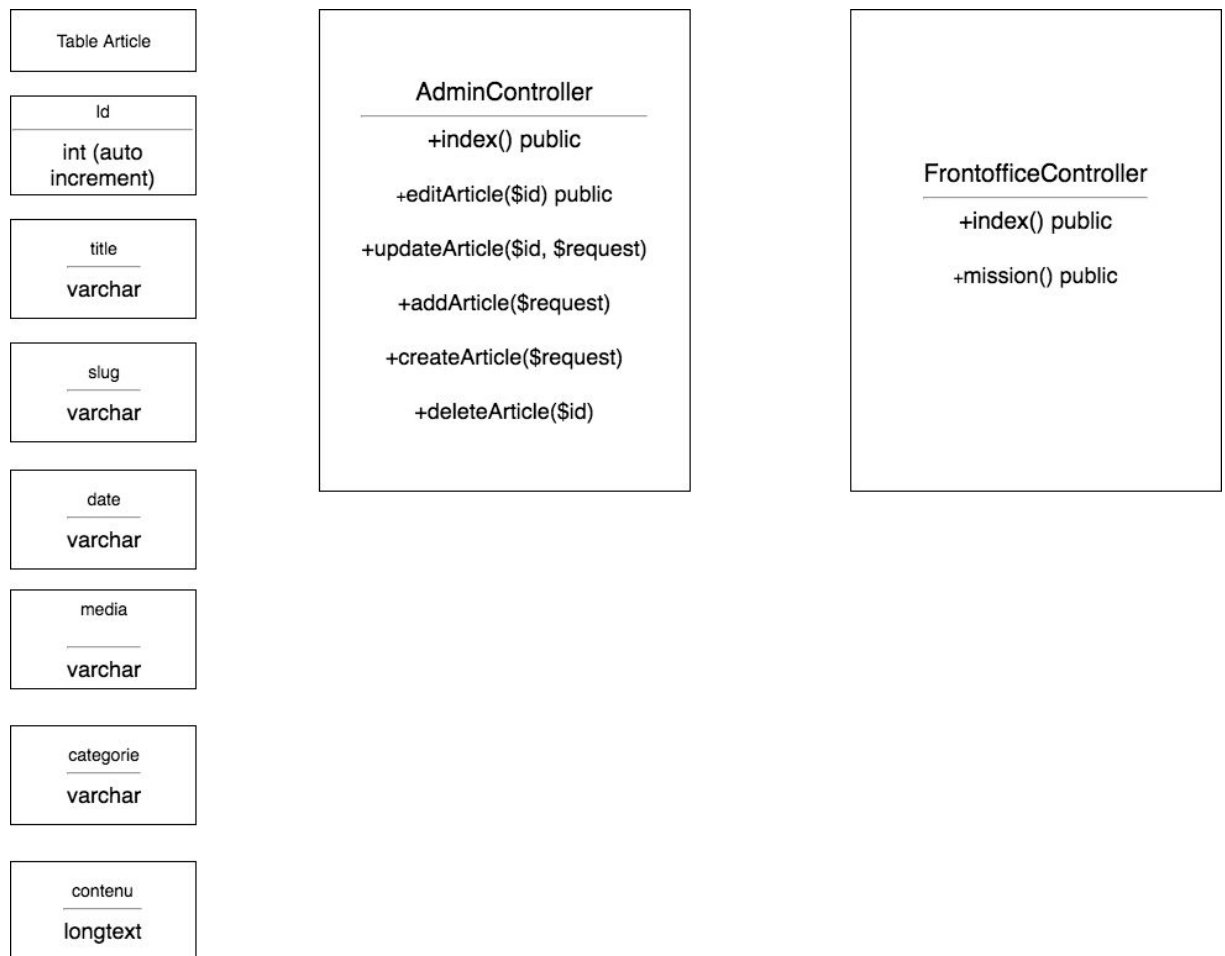 Table Article
Id
int (auto
increment)
title
varchar
slug
varchar
date
varchar
media
varchar
categorie
varchar
contenu
longtext
AdminController
+index() public
+editArticle($id) public
+updateArticle($id, $request)
+addArticle($request)
+createArticle($request)
+deleteArticle($id)
FrontofficeController
+index() public
+mission() public